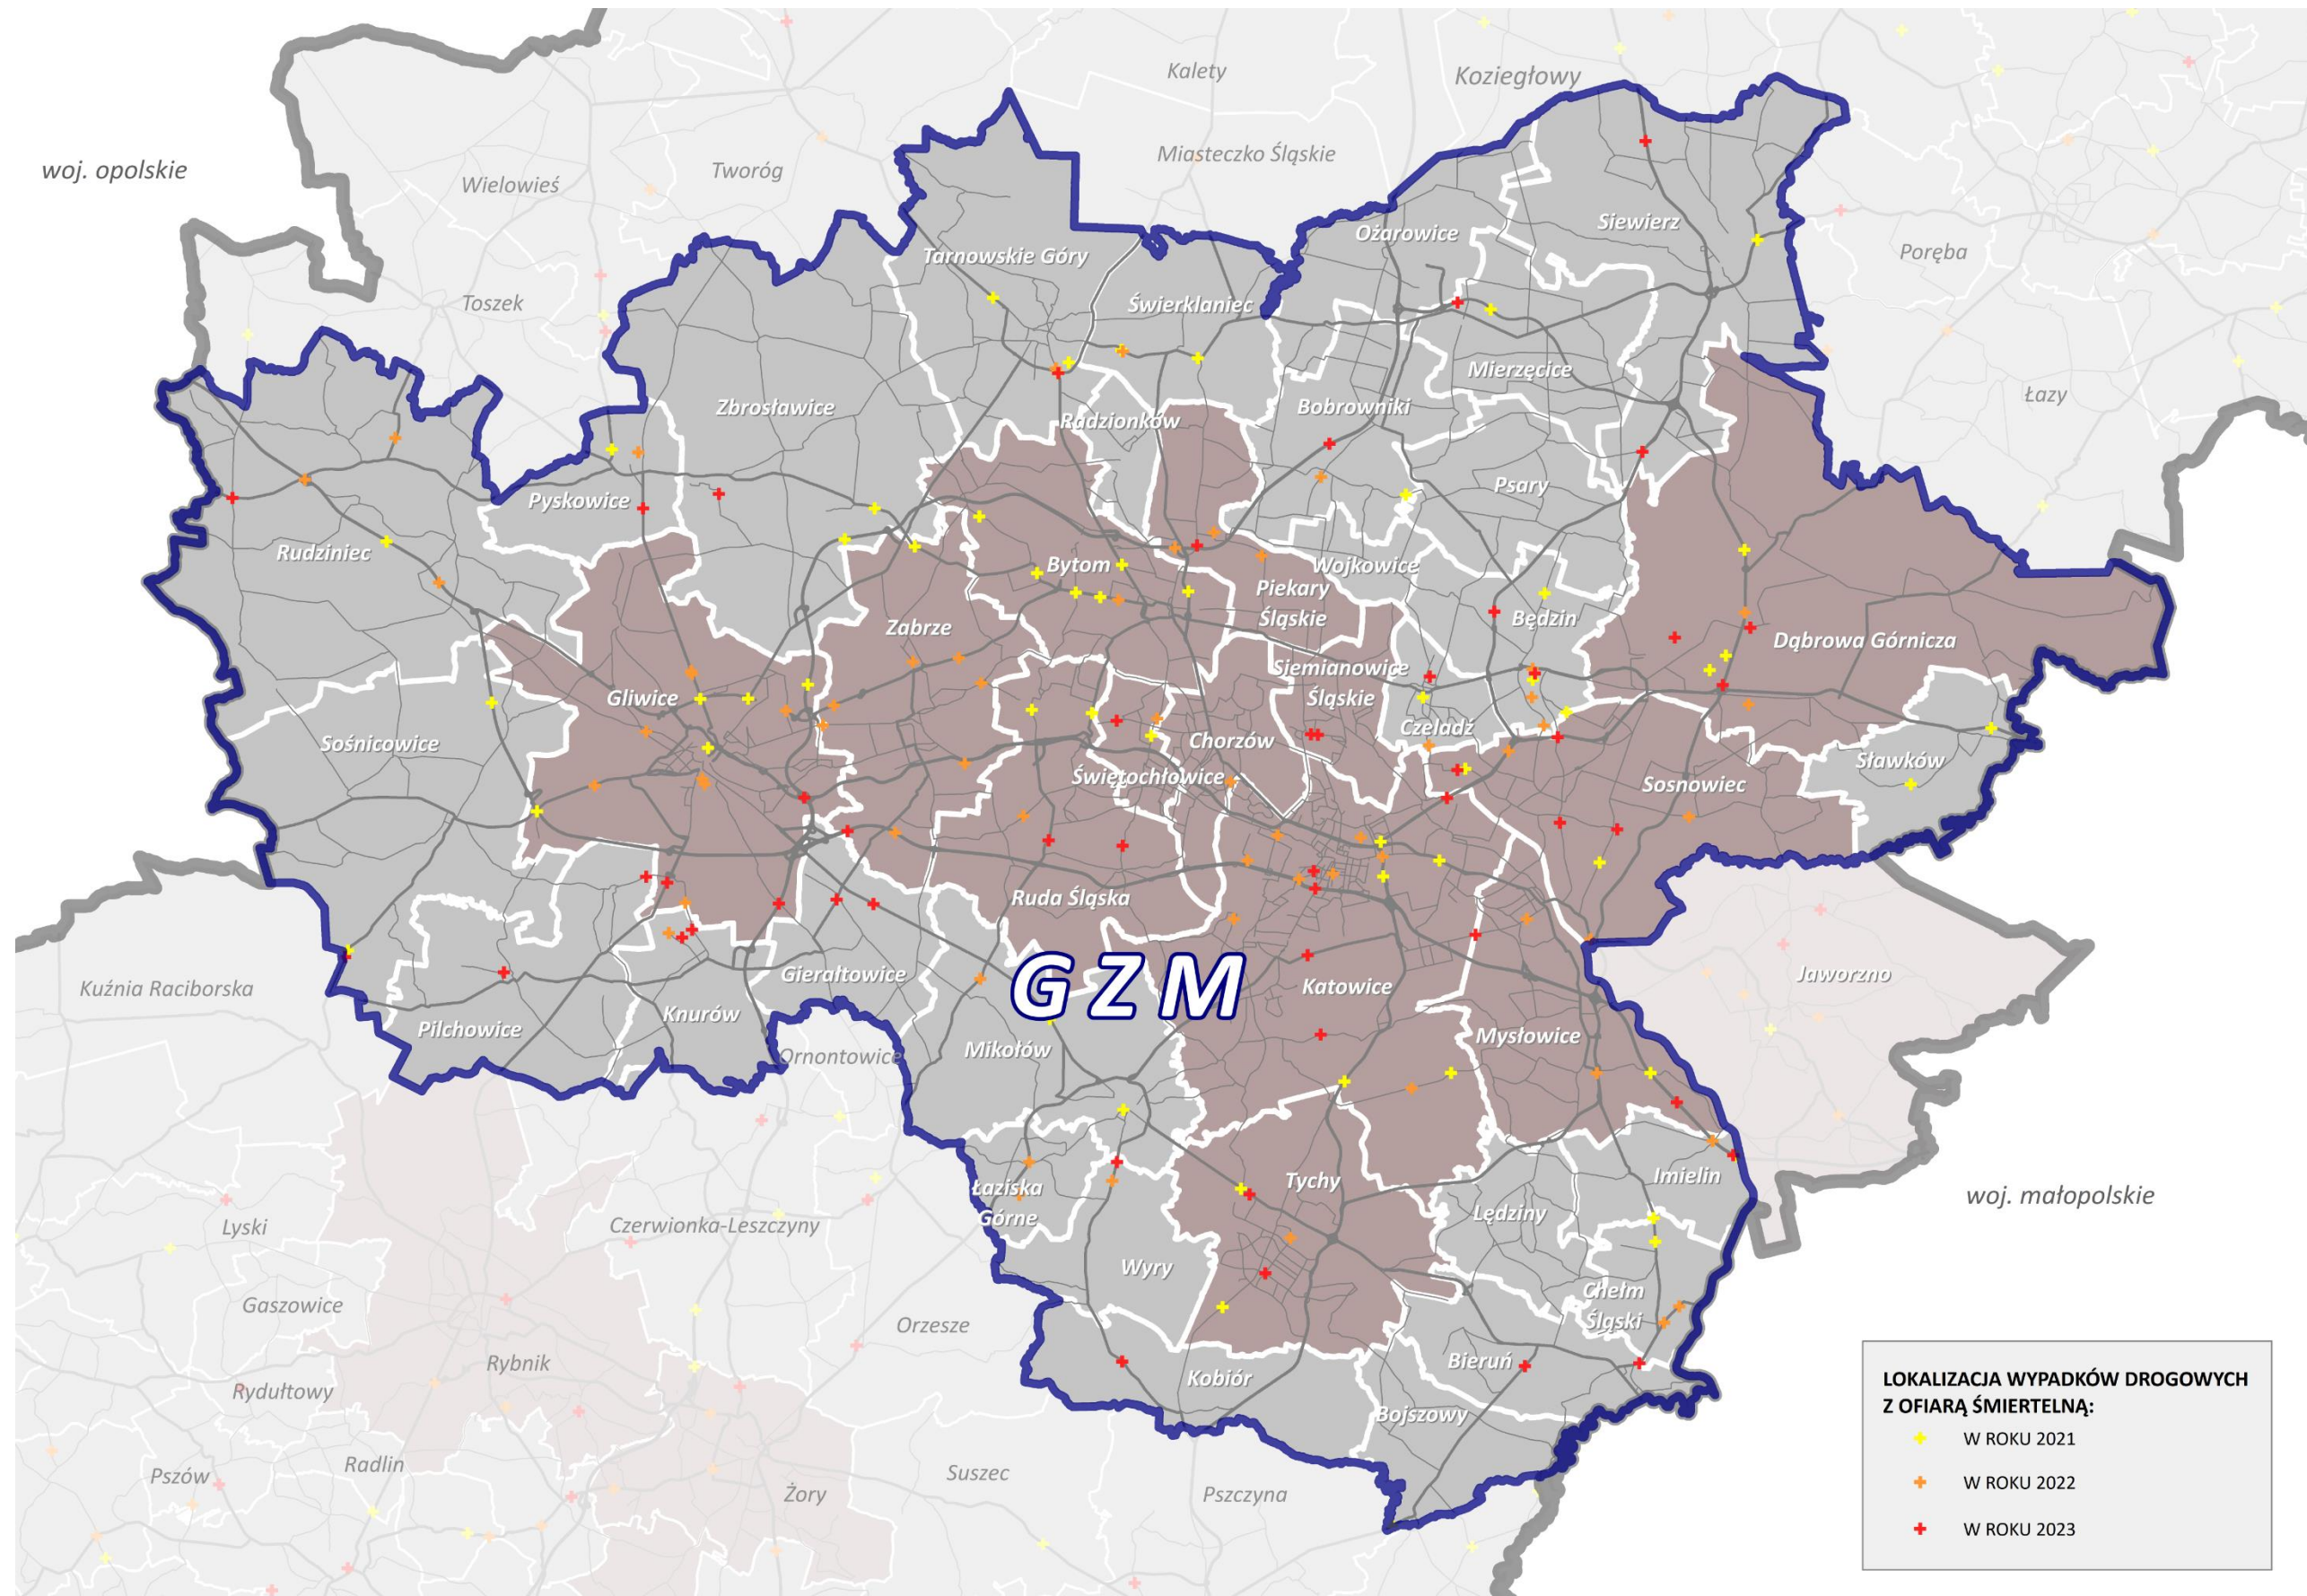 Kalety
Koziegłowy
woj. opolskie
Wielowieś
Tworóg
Miasteczko Śląskie
Siewierz
Ożarowice
Poręba
Tarnowskie Góry
Toszek
Świerklaniec
Mierzęcice
Łazy
Zbrosławice
Bobrowniki
Radzionków
Psary
Pyskowice
Rudziniec
Bytom
Wojkowice
Piekary
Śląskie
Będzin
Zabrze
Dąbrowa Górnicza
Siemianowice
Śląskie
Gliwice
Czeladź
Sośnicowice
Chorzów
Sławków
Świętochłowice
Sosnowiec
Ruda Śląska
Gierałtowice
Jaworzno
GZM
Katowice
Kuźnia Raciborska
Knurów
Pilchowice
Mysłowice
Mikołów
Ornontowice
Imielin
Tychy
Łaziska
Górne
woj. małopolskie
Lędziny
Lyski
Czerwionka-Leszczyny
Wyry
Chełm
Śląski
Gaszowice
Orzesze
Rybnik
Bieruń
Kobiór
Rydułtowy
Bojszowy
Radlin
Pszów
Suszec
Żory
Pszczyna
LOKALIZACJA WYPADKÓW DROGOWYCH
Z OFIARĄ ŚMIERTELNĄ:
W ROKU 2021
W ROKU 2022
W ROKU 2023